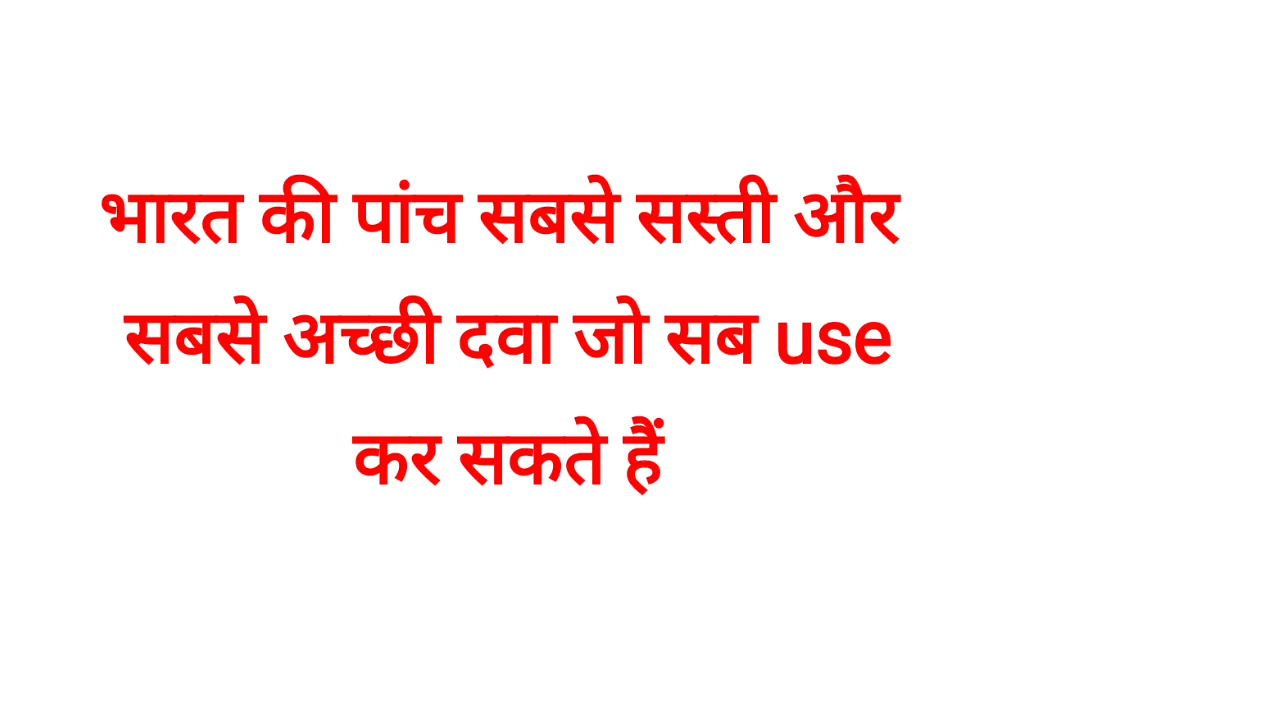 भारत की पांच सबसे सस्ती और
सबसे अच्छी दवा जो सब use
कर सकते हैं